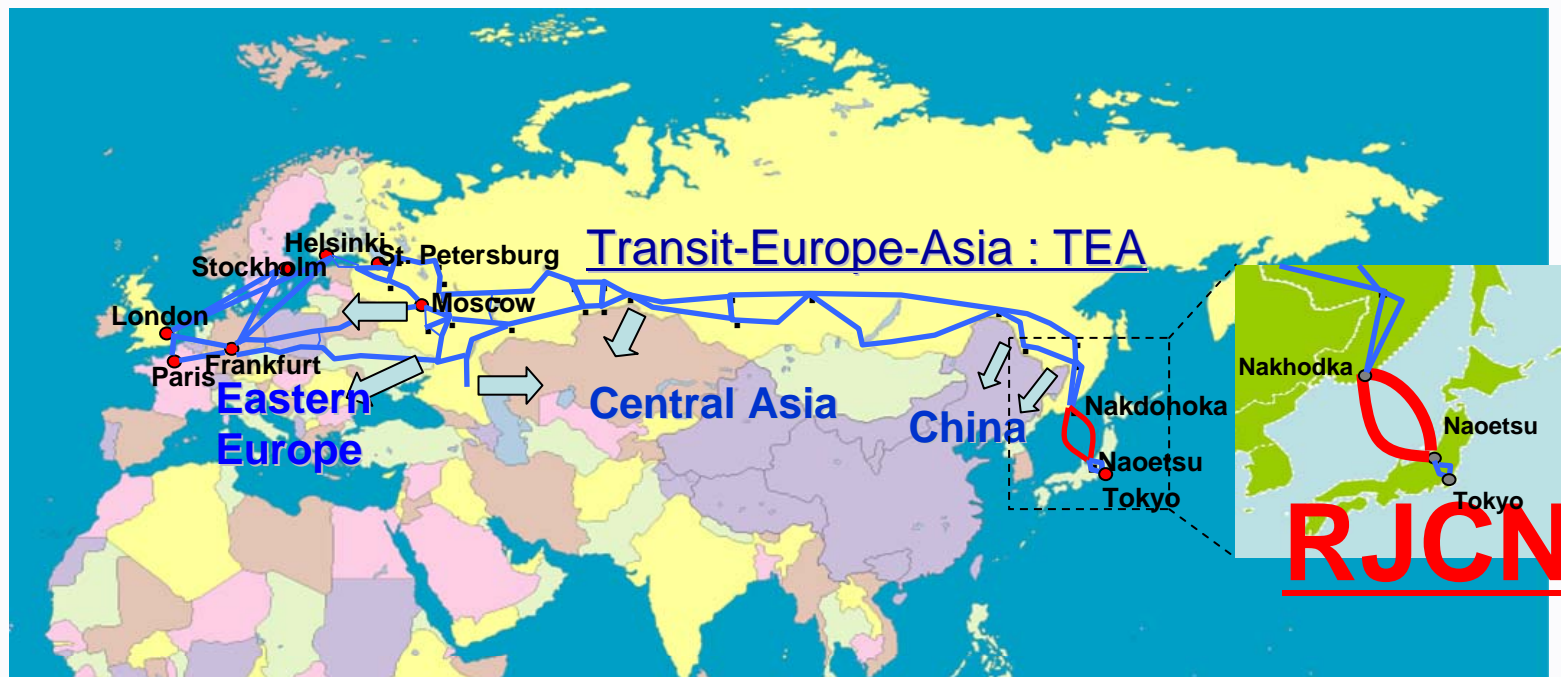 Transit-Europe-Asia : TEA
Helsinki
St. Petersburg
Stockholm
Moscow
London
Frankfurt
Paris
Eastern
Europe
Central Asia
China
Nakdohoka
Naoetsu
Tokyo
Nakhodka
Naoetsu
Tokyo
RJCN